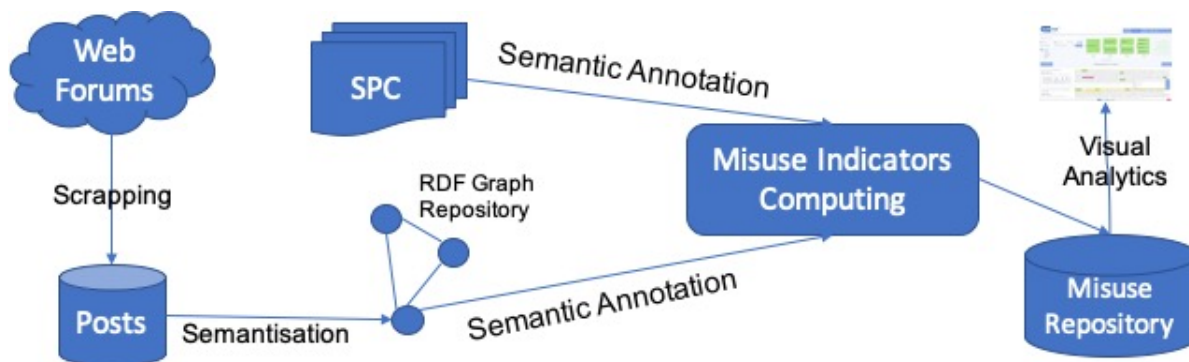 Web
Forums
SPC
Semantic Annotation
Misuse Indicators
Computing
Visual
Analytics
Scrapping
RDF Graph
Repository
Posts
Semantisation
Semantic Annotation
Misuse
Repository